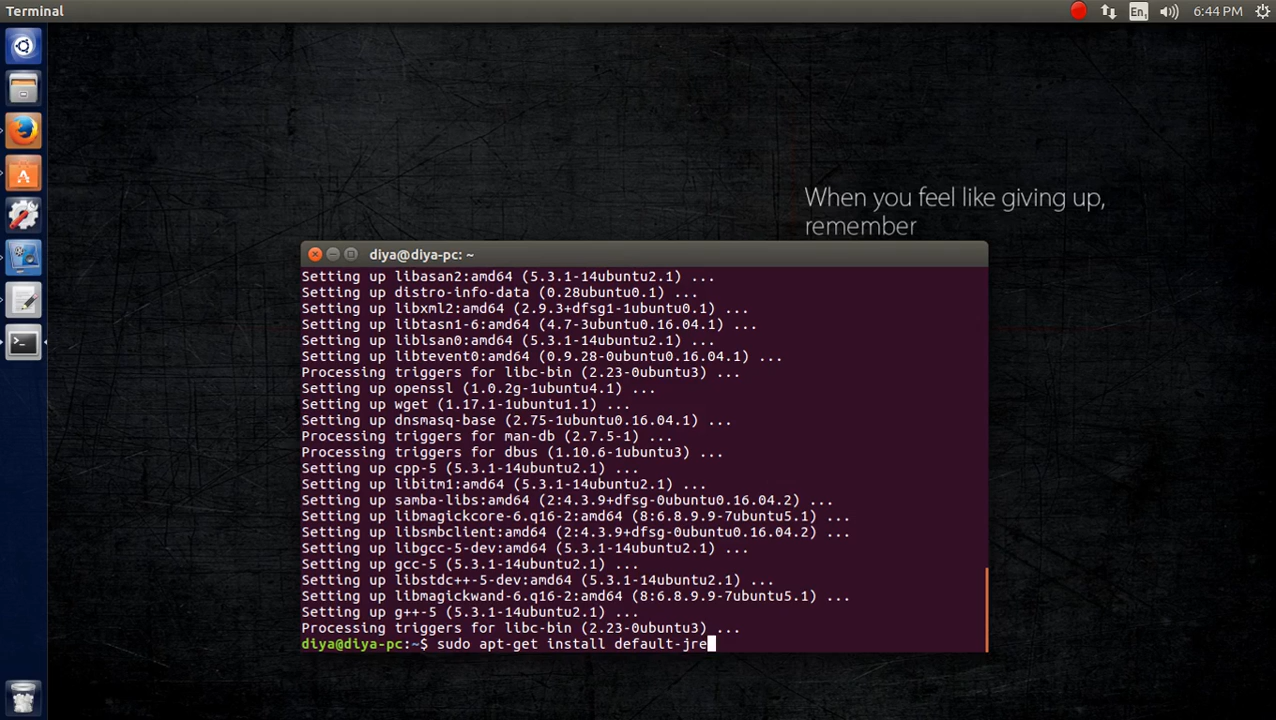 Terminal
En1
6:44 PM
When you feel like giving up,
remember
diya@diya-pc: ~
Setting up libasan2:amd64 (5.3.1-14ubuntu2.1) ...
Setting up distro-info-data (0.28ubuntu0.1) ...
Setting up libxml2:amd64 (2.9.3+dfsg1-1ubuntu0.1) ...
Setting up libtasn1-6:amd64 (4.7-3ubuntu0.16.04.1) ...
Setting up liblsan0:amd64 (5.3.1-14ubuntu2.1) ...
Setting up libtevent0:amd64 (0.9.28-0ubuntu0.16.04.1) ...
Processing triggers for libc-bin (2.23-0ubuntu3) ...
Setting up openssl (1.0.2g-1ubuntu4.1) ...
Setting up wget (1.17.1-1ubuntu1.1) ...
Setting up dnsmasq-base (2.75-1ubuntu0.16.04.1) ...
Processing triggers for man-db (2.7.5-1) ...
Processing triggers for dbus (1.10.6-1ubuntu3) ...
Setting up cpp-5 (5.3.1-14ubuntu2.1) ...
Setting up libitm1:amd64 (5.3.1-14ubuntu2.1) ...
Setting up samba-libs:amd64 (2:4.3.9+dfsg-0ubuntu0.16.04.2) ...
Setting up libmagickcore-6.q16-2:amd64 (8:6.8.9.9-7ubuntu5.1) ...
Setting up libsmbclient:amd64 (2:4.3.9+dfsg-0ubuntu0.16.04.2) ...
Setting up libgcc-5-dev:amd64 (5.3.1-14ubuntu2.1) ...
Setting up gcc-5 (5.3.1-14ubuntu2.1) ...
Setting up libstdc++-5-dev:amd64 (5.3.1-14ubuntu2.1) ...
Setting up libmagickwand-6.q16-2:amd64 (8:6.8.9.9-7ubuntu5.1) ...
Setting up g++-5 (5.3.1-14ubuntu2.1) ...
Processing triggers for libc-bin (2.23-0ubuntu3) ...
diya@diya-pc:~$ sudo apt-get install default-jre